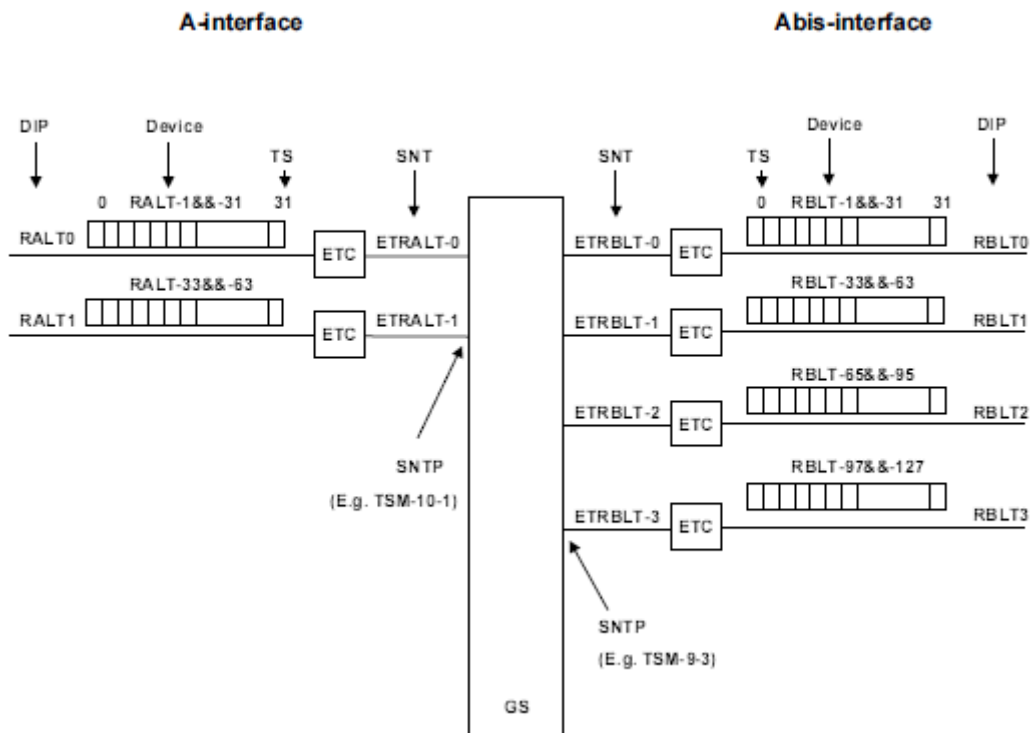 A-interface
Abis-interface
DIP
Device
TS
SNT
SNT
TS
Device
DIP
0 RALT-1&&-31 31
0 RBLT-1&&-31 31
RALT0
ETC
ETRALT-0
ETRBLT-0
ETC
RBLT0
RALT-33&&-63
RBLT-33&&-63
RALT1
ETC
ETRALT-1
ETRBLT-1
ETC
RBLT1
RBLT-65&&-95
ETRBLT-2
ETC
RBLT2
SNTP
(E.g. TSM-10-1)
RBLT-97&&-127
ETRBLT-3
ETC
RBLT3
SNTP
(E.g. TSM-9-3)
GS